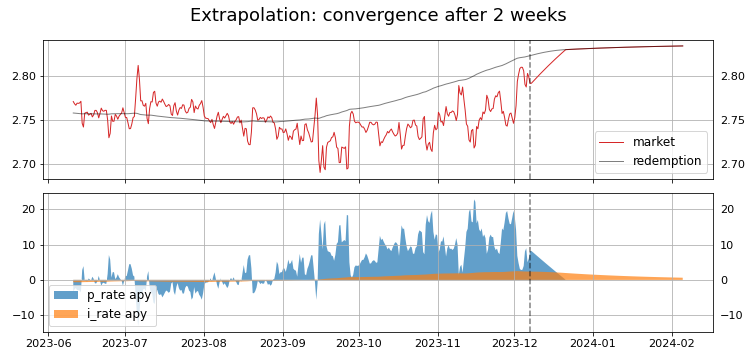 Extrapolation: convergence after 2 weeks
2.80 2.80
2.75 2.75
2.70 2.70
market
redemption
20 20
10 10
0 0
−10 −10
p_rate apy
i_rate apy
2023-06 2023-07 2023-08 2023-09 2023-10 2023-11 2023-12 2024-01 2024-02